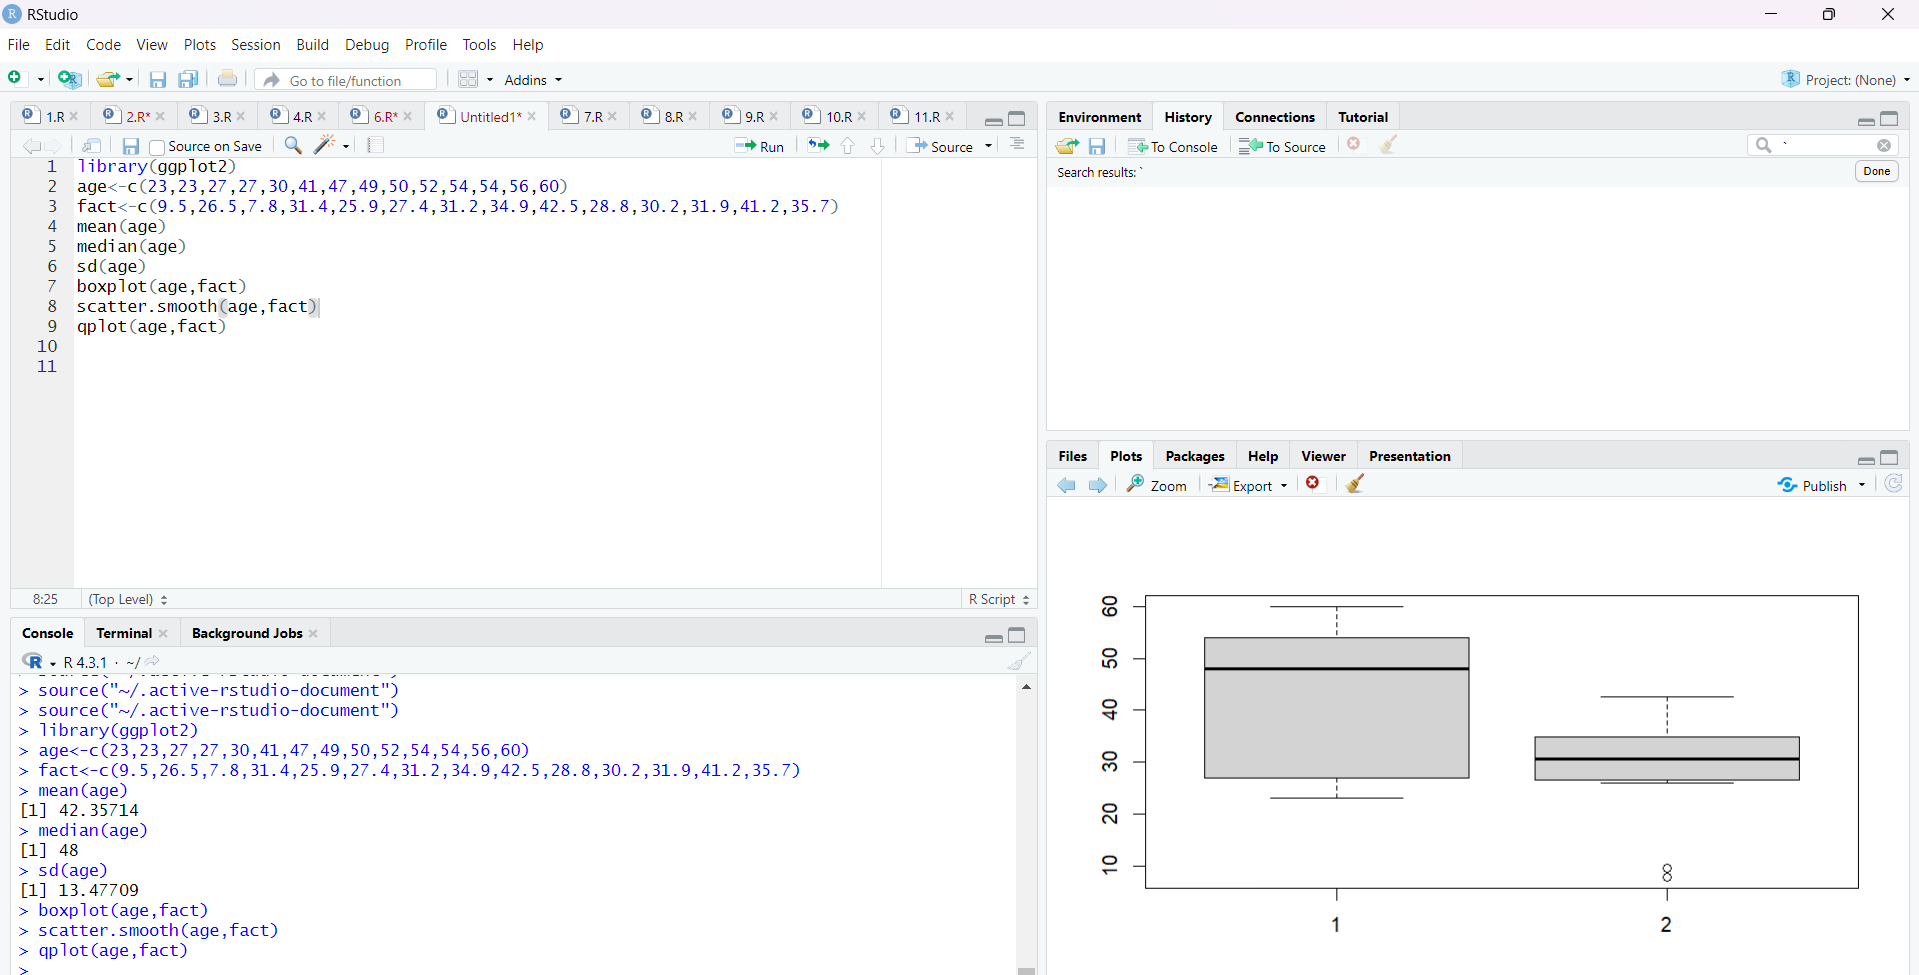 RStudio
File Edit Code View Plots Session Build Debug Profile Tools Help
Go to file/function Addins Project: (None)
1.R 2.R* 3.R 4.R 6.R* Untitled1* 7.R 8.R 9.R 10.R 11.R
Source on Save Run Source
1 library(ggplot2)
2 age<-c(23,23,27,27,30,41,47,49,50,52,54,54,56,60)
3 fact<-c(9.5,26.5,7.8,31.4,25.9,27.4,31.2,34.9,42.5,28.8,30.2,31.9,41.2,35.7)
4 mean(age)
5 median(age)
6 sd(age)
7 boxplot(age,fact)
8 scatter.smooth(age,fact)
9 qplot(age,fact)
10
11
8:25 (Top Level) R Script
Console Terminal Background Jobs
R 4.3.1 · ~/
> source("~/.active-rstudio-document")
> source("~/.active-rstudio-document")
> library(ggplot2)
> age<-c(23,23,27,27,30,41,47,49,50,52,54,54,56,60)
> fact<-c(9.5,26.5,7.8,31.4,25.9,27.4,31.2,34.9,42.5,28.8,30.2,31.9,41.2,35.7)
> mean(age)
[1] 42.35714
> median(age)
[1] 48
> sd(age)
[1] 13.47709
> boxplot(age,fact)
> scatter.smooth(age,fact)
> qplot(age,fact)
>
Environment History Connections Tutorial
To Console To Source `
Search results: ` Done
Files Plots Packages Help Viewer Presentation
Zoom Export Publish
60
50
40
30
20
10
1 2